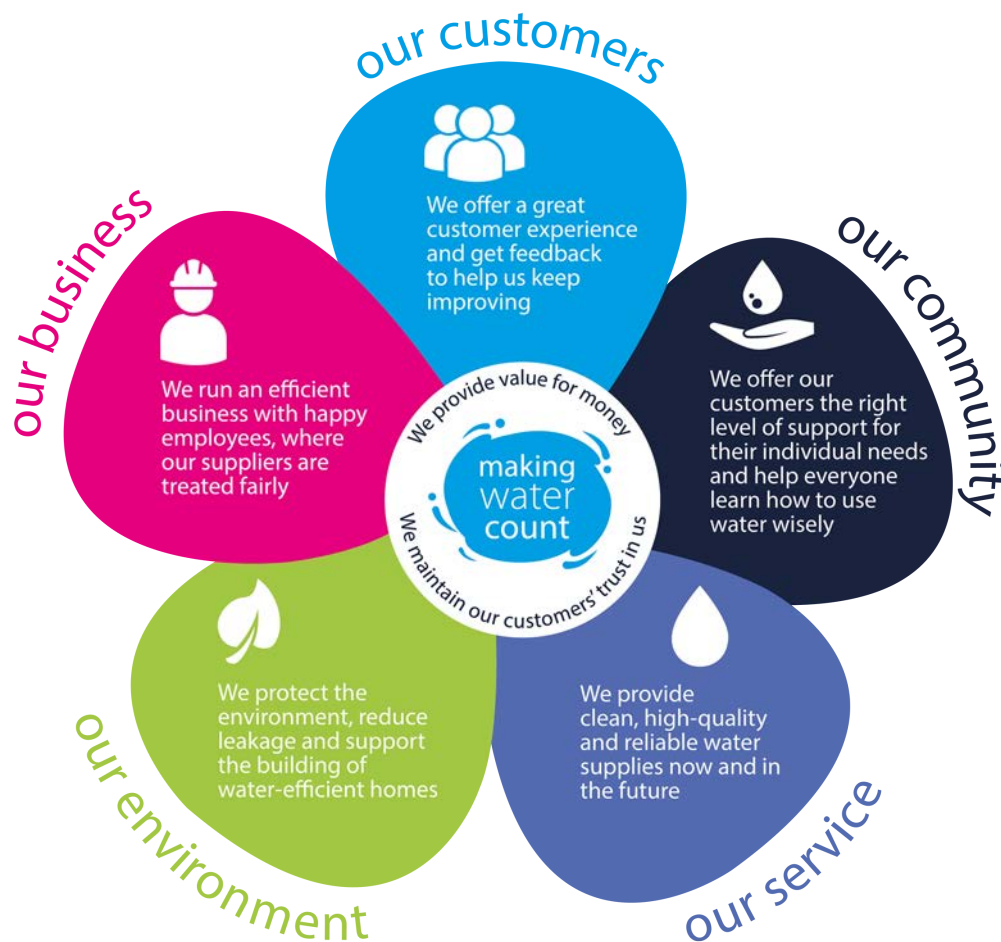 our customers
We offer a great
customer experience
and get feedback
to help us keep
improving
our community
We offer our
customers the right
level of support for
their individual needs
and help everyone
learn how to use
water wisely
our service
We provide
clean, high-quality
and reliable water
supplies now and in
the future
our environment
We protect the
environment, reduce
leakage and support
the building of
water-efficient homes
our business
We run an efficient
business with happy
employees, where
our suppliers are
treated fairly
We provide value for money
making
water
count
We maintain our customers' trust in us